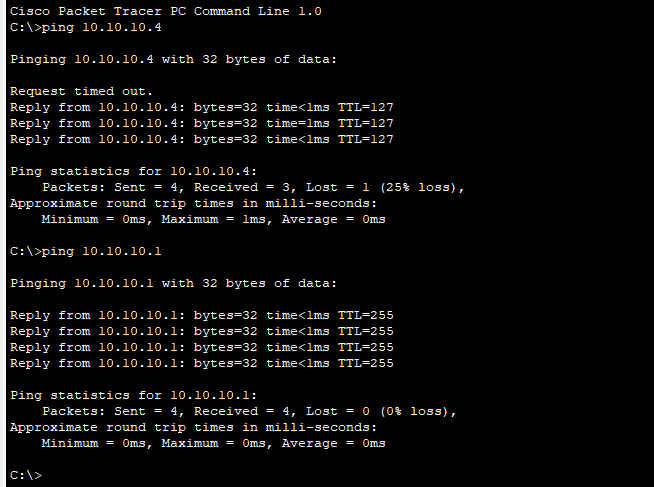 Cisco Packet Tracer PC Command Line 1.0
C:\>ping 10.10.10.4

Pinging 10.10.10.4 with 32 bytes of data:

Request timed out.
Reply from 10.10.10.4: bytes=32 time<1ms TTL=127
Reply from 10.10.10.4: bytes=32 time=1ms TTL=127
Reply from 10.10.10.4: bytes=32 time<1ms TTL=127

Ping statistics for 10.10.10.4:
    Packets: Sent = 4, Received = 3, Lost = 1 (25% loss),
Approximate round trip times in milli-seconds:
    Minimum = 0ms, Maximum = 1ms, Average = 0ms

C:\>ping 10.10.10.1

Pinging 10.10.10.1 with 32 bytes of data:

Reply from 10.10.10.1: bytes=32 time<1ms TTL=255
Reply from 10.10.10.1: bytes=32 time<1ms TTL=255
Reply from 10.10.10.1: bytes=32 time<1ms TTL=255
Reply from 10.10.10.1: bytes=32 time<1ms TTL=255

Ping statistics for 10.10.10.1:
    Packets: Sent = 4, Received = 4, Lost = 0 (0% loss),
Approximate round trip times in milli-seconds:
    Minimum = 0ms, Maximum = 0ms, Average = 0ms

C:\>